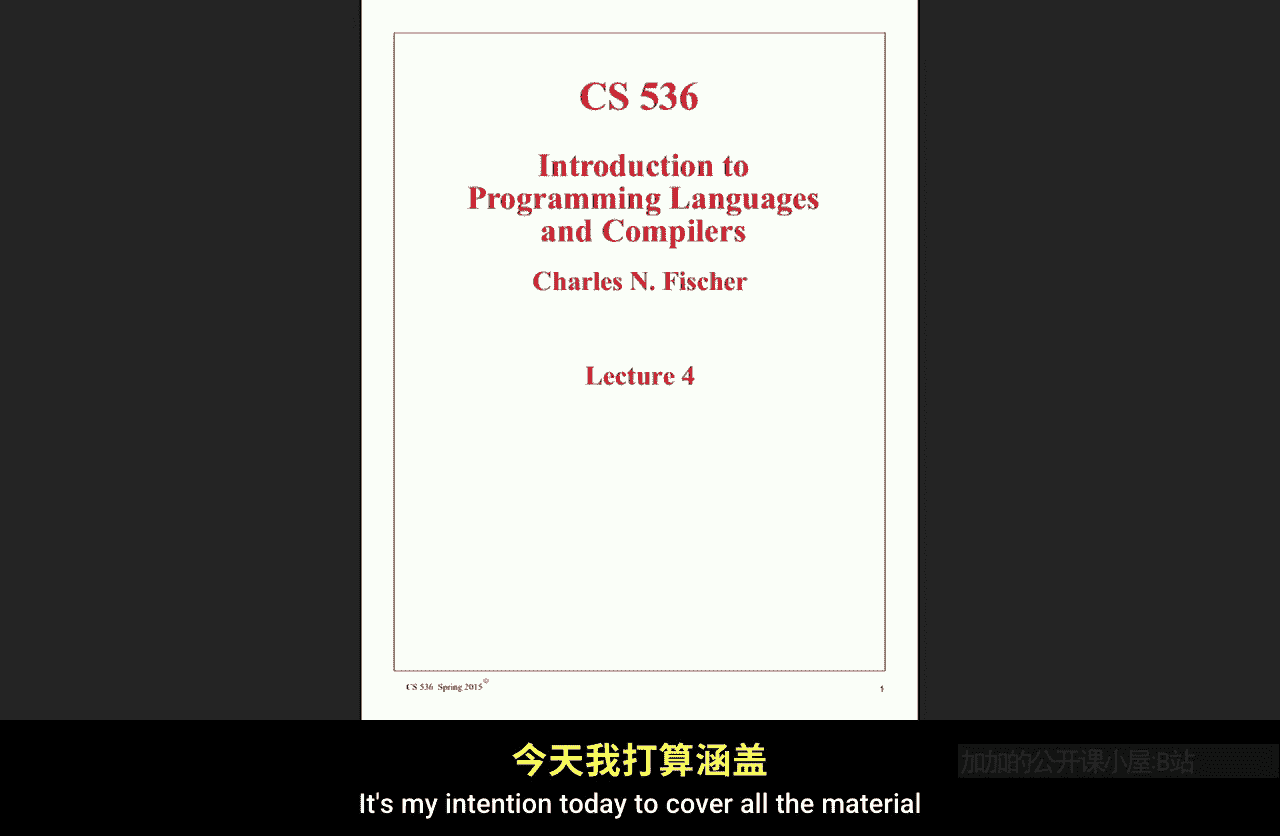 CS 536
Introduction to
Programming Languages
and Compilers
Charles N. Fischer
Lecture 4
CS 536 Spring 2015©
1
今天我打算涵盖
加加的公开课小屋:B站
It's my intention today to cover all the material